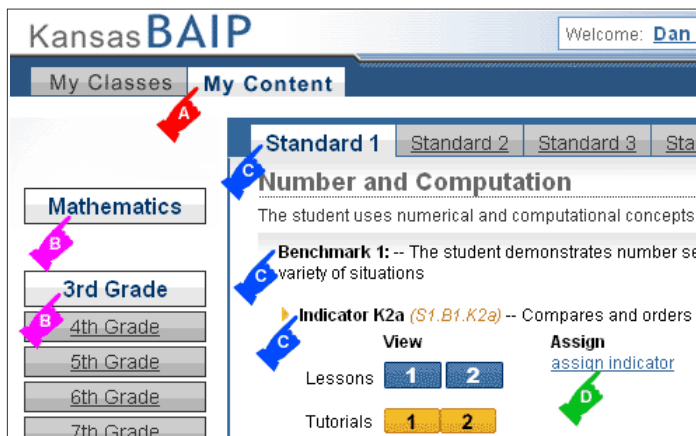 Kansas BAIP
Welcome: Dan
My Classes My Content
A
Standard 1 Standard 2 Standard 3
C
Number and Computation
Mathematics
The student uses numerical and computational concepts
B
Benchmark 1: -- The student demonstrates number
C
variety of situations
3rd Grade
B
Indicator K2a (S1.B1.K2a) -- Compares and orders
C
4th Grade
View Assign
5th Grade
Lessons 1 2 assign indicator
D
6th Grade
Tutorials 1 2
7th Grade